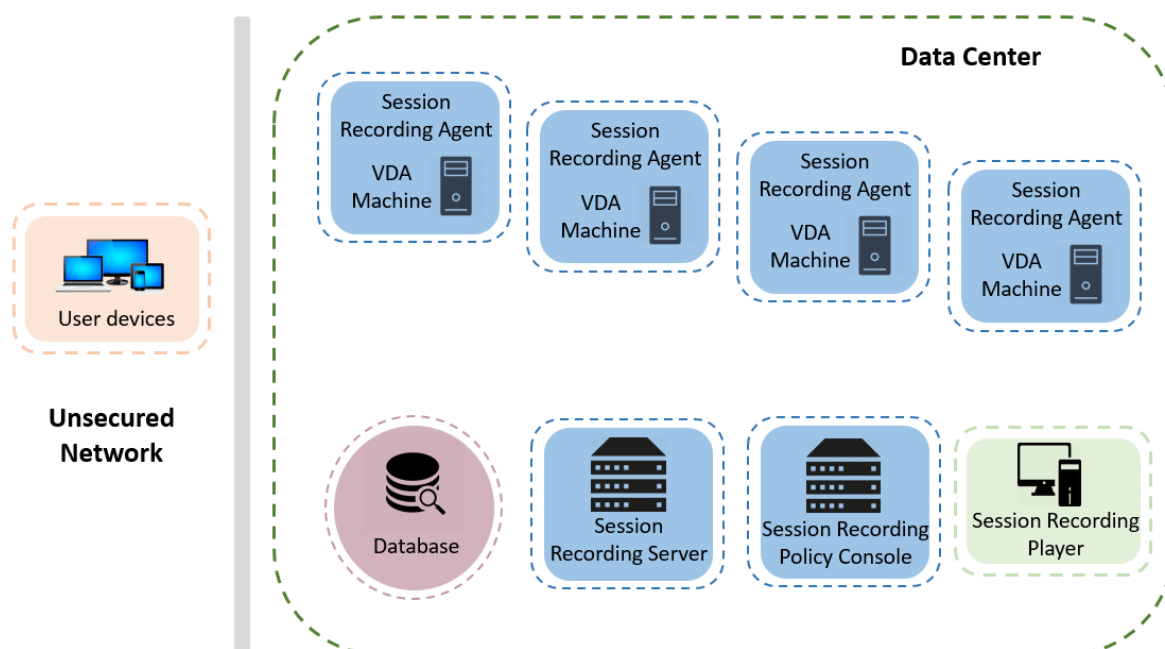 Data Center
Session
Recording Agent
VDA
Machine
Session
Recording Agent
VDA
Machine
Session
Recording Agent
VDA
Machine
Session
Recording Agent
VDA
Machine
User devices
Unsecured
Network
Database
Session
Recording Server
Session Recording
Policy Console
Session Recording
Player